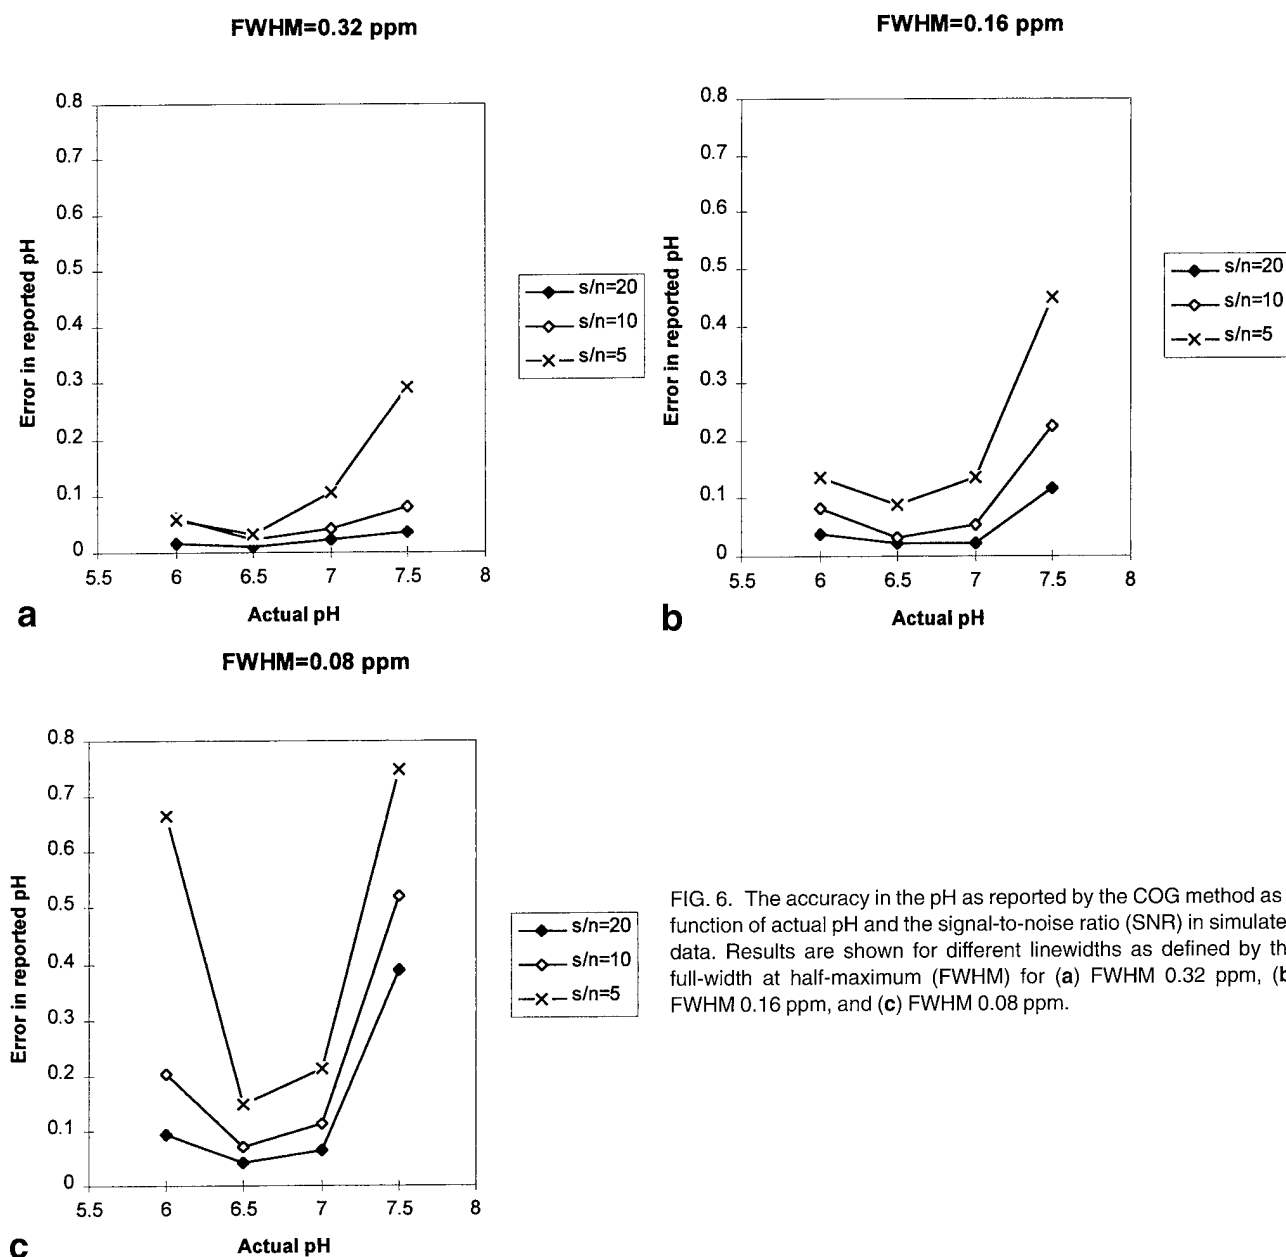 FWHM=0.32 ppm
0.8
0.7
0.6
0.5
0.4
0.3
0.2
0.1
0
Error in reported pH
5.5 6 6.5 7 7.5 8
Actual pH
s/n=20
s/n=10
s/n=5
a
FWHM=0.16 ppm
0.8
0.7
0.6
0.5
0.4
0.3
0.2
0.1
0
Error in reported pH
5.5 6 6.5 7 7.5 8
Actual pH
s/n=20
s/n=10
s/n=5
b
FWHM=0.08 ppm
0.8
0.7
0.6
0.5
0.4
0.3
0.2
0.1
0
Error in reported pH
5.5 6 6.5 7 7.5 8
Actual pH
s/n=20
s/n=10
s/n=5
c
FIG. 6. The accuracy in the pH as reported by the COG method as
function of actual pH and the signal-to-noise ratio (SNR) in simulate
data. Results are shown for different linewidths as defined by th
full-width at half-maximum (FWHM) for (a) FWHM 0.32 ppm, (b
FWHM 0.16 ppm, and (c) FWHM 0.08 ppm.